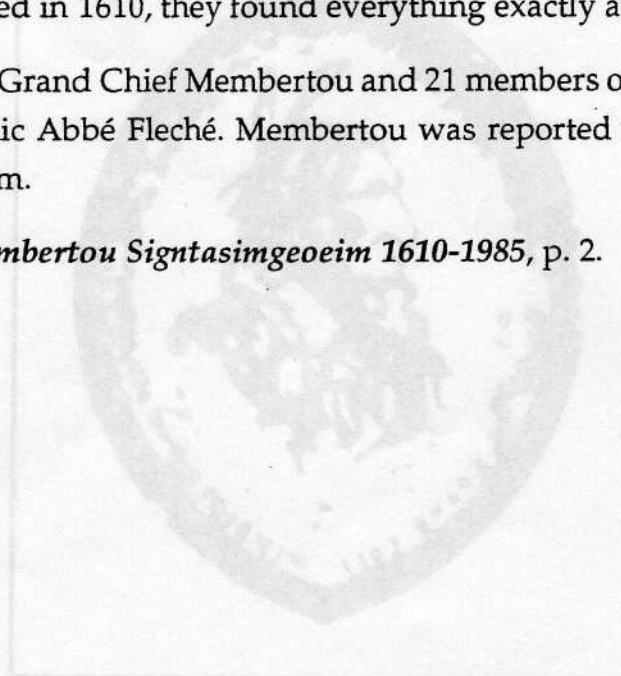 ed in 1610, they found everything exactly a
Grand Chief Membertou and 21 members o
ic Abbé Fleché. Membertou was reported
m.
mbertou Signtasimgeoeim 1610-1985, p. 2.